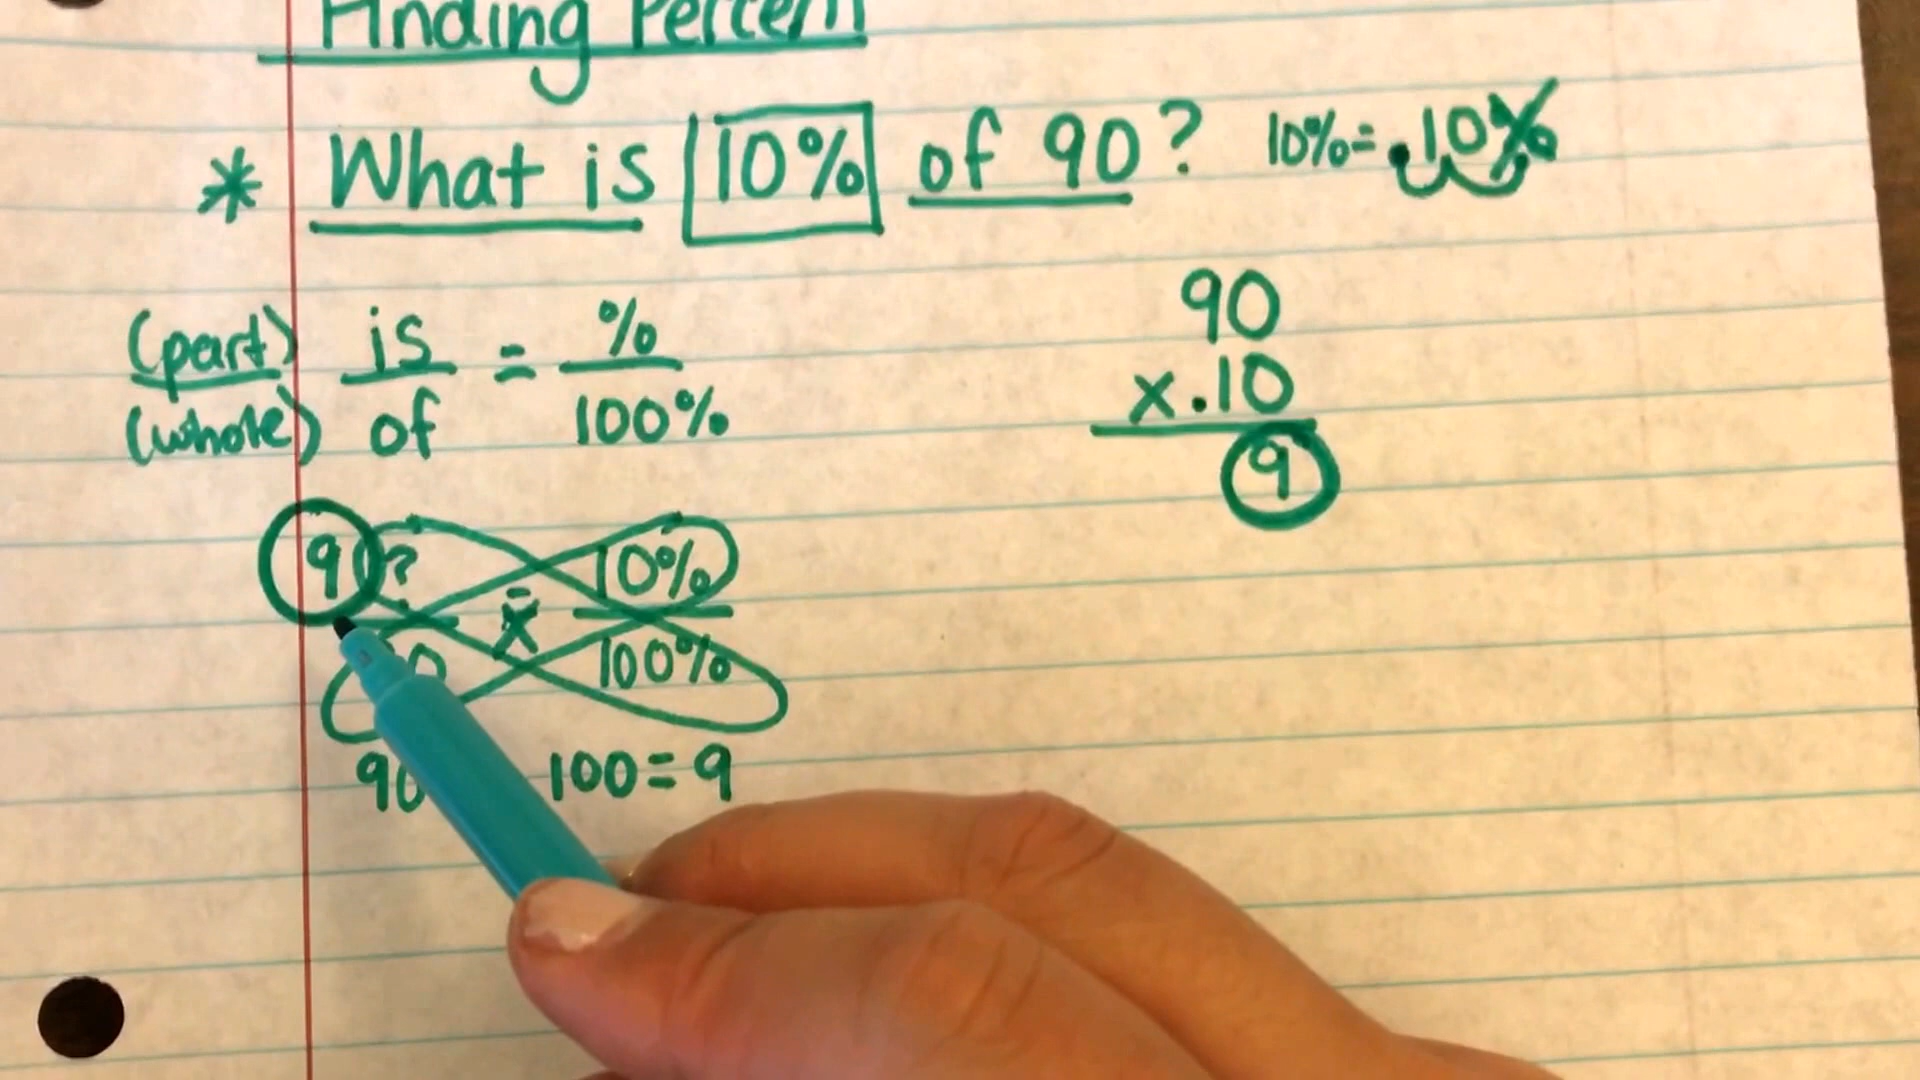 Finding Percent
* What is 10% of 90? 10% = .10%
(part) is = %
(whole) of 100%
90
x .10
9
9 ? 10%
x
100%
90 100 = 9